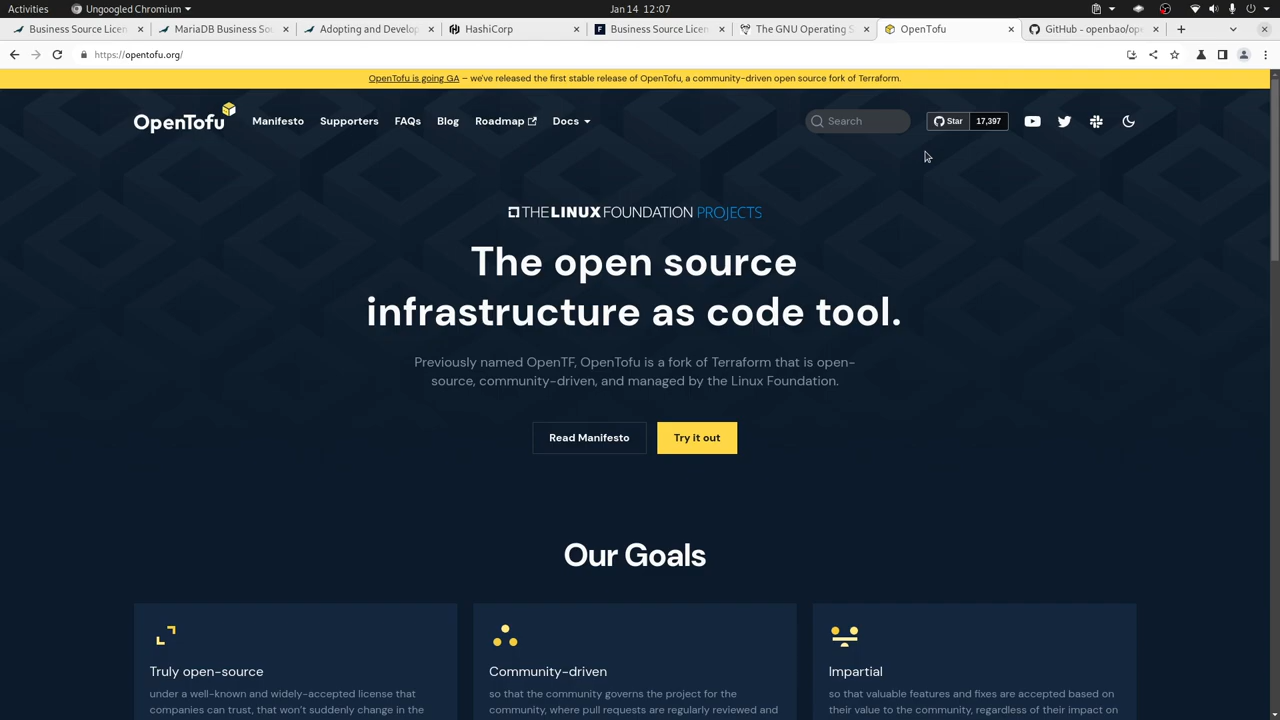 Activities
Ungoogled Chromium
Jan 14 12:07
Business Source Licen
MariaDB Business Sou
Adopting and Develop
HashiCorp
Business Source Licen
The GNU Operating S
OpenTofu
GitHub - openbao/ope
https://opentofu.org/
OpenTofu is going GA – we've released the first stable release of OpenTofu, a community-driven open source fork of Terraform.
OpenTofu
Manifesto
Supporters
FAQs
Blog
Roadmap
Docs
Search
Star
17,397
THE LINUX FOUNDATION PROJECTS
The open source
infrastructure as code tool.
Previously named OpenTF, OpenTofu is a fork of Terraform that is open-
source, community-driven, and managed by the Linux Foundation.
Read Manifesto
Try it out
Our Goals
Truly open-source
under a well-known and widely-accepted license that
companies can trust, that won't suddenly change in the
Community-driven
so that the community governs the project for the
community, where pull requests are regularly reviewed and
Impartial
so that valuable features and fixes are accepted based on
their value to the community, regardless of their impact on